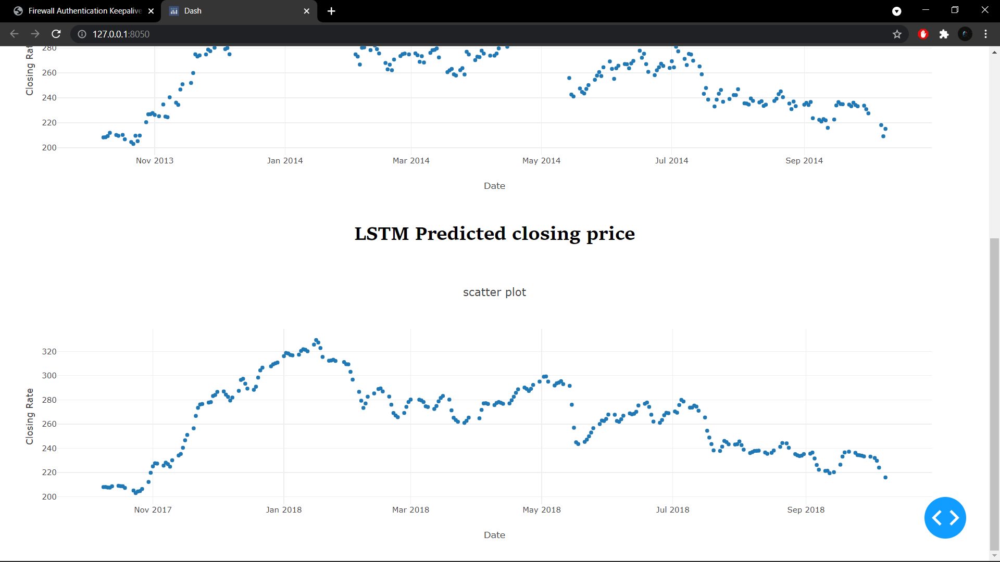 Firewall Authentication Keepalive
Dash
127.0.0.1:8050
Closing Rat
280
260
240
220
200
Nov 2013
Jan 2014
Mar 2014
May 2014
Jul 2014
Sep 2014
Date
LSTM Predicted closing price
scatter plot
Closing Rate
320
300
280
260
240
220
200
Nov 2017
Jan 2018
Mar 2018
May 2018
Jul 2018
Sep 2018
Date